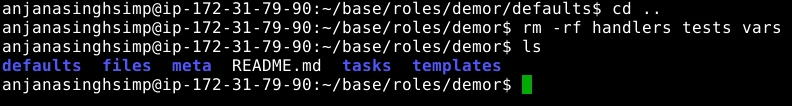 anjanasinghsimp@ip-172-31-79-90:~/base/roles/demor/defaults$ cd ..
anjanasinghsimp@ip-172-31-79-90:~/base/roles/demor$ rm -rf handlers tests vars
anjanasinghsimp@ip-172-31-79-90:~/base/roles/demor$ ls
defaults files meta README.md tasks templates
anjanasinghsimp@ip-172-31-79-90:~/base/roles/demor$